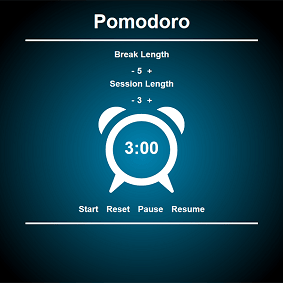 Pomodoro
Break Length
- 5 +
Session Length
- 3 +
3:00
Start Reset Pause Resume